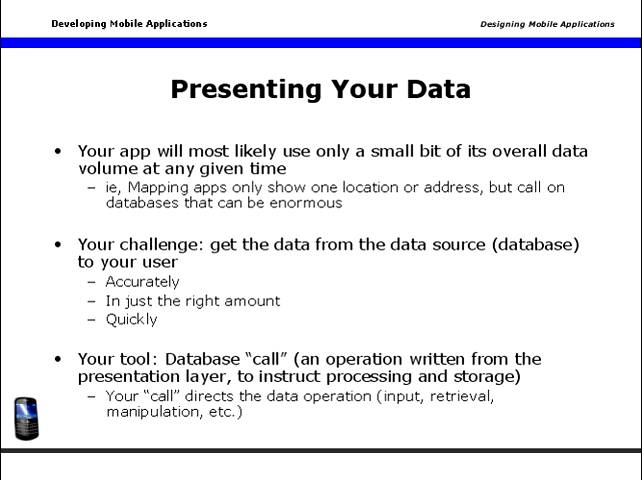 Developing Mobile Applications
Designing Mobile Applications
Presenting Your Data
• Your app will most likely use only a small bit of its overall data
volume at any given time
– ie, Mapping apps only show one location or address, but call on
databases that can be enormous
• Your challenge: get the data from the data source (database)
to your user
– Accurately
– In just the right amount
– Quickly
• Your tool: Database “call” (an operation written from the
presentation layer, to instruct processing and storage)
– Your “call” directs the data operation (input, retrieval,
manipulation, etc.)